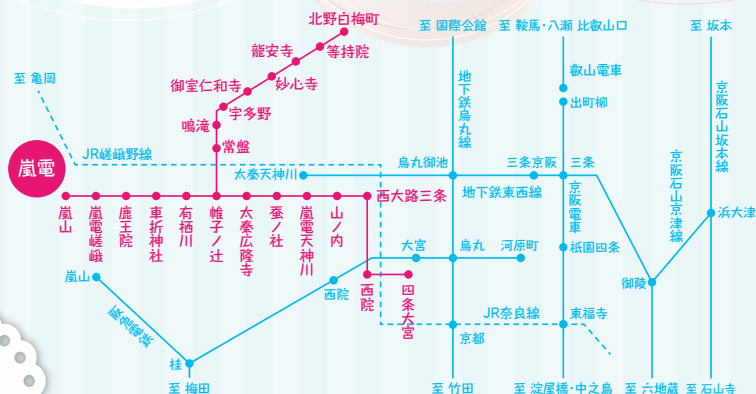 北野白梅町
至 国際会館
至 鞍馬・八瀬 比叡山口
至 坂本
龍安寺
等持院
至 亀岡
御室仁和寺
妙心寺
地下鉄烏丸線
叡山電車
京阪石山坂本線
宇多野
出町柳
鳴滝
常盤
嵐電
JR嵯峨野線
太秦天神川
烏丸御池
三条京阪
三条
京阪石山京津線
西大路三条
地下鉄東西線
京阪電車
浜大津
嵐山
嵐電嵯峨
鹿王院
車折神社
有栖川
帷子ノ辻
太秦広隆寺
蚕ノ社
嵐電天神川
山ノ内
大宮
烏丸
河原町
祇園四条
嵐山
西院
西院
四条大宮
御陵
阪急電鉄
JR奈良線
東福寺
京都
桂
至 梅田
至 竹田
至 淀屋橋・中之島
至 六地蔵
至 石山寺